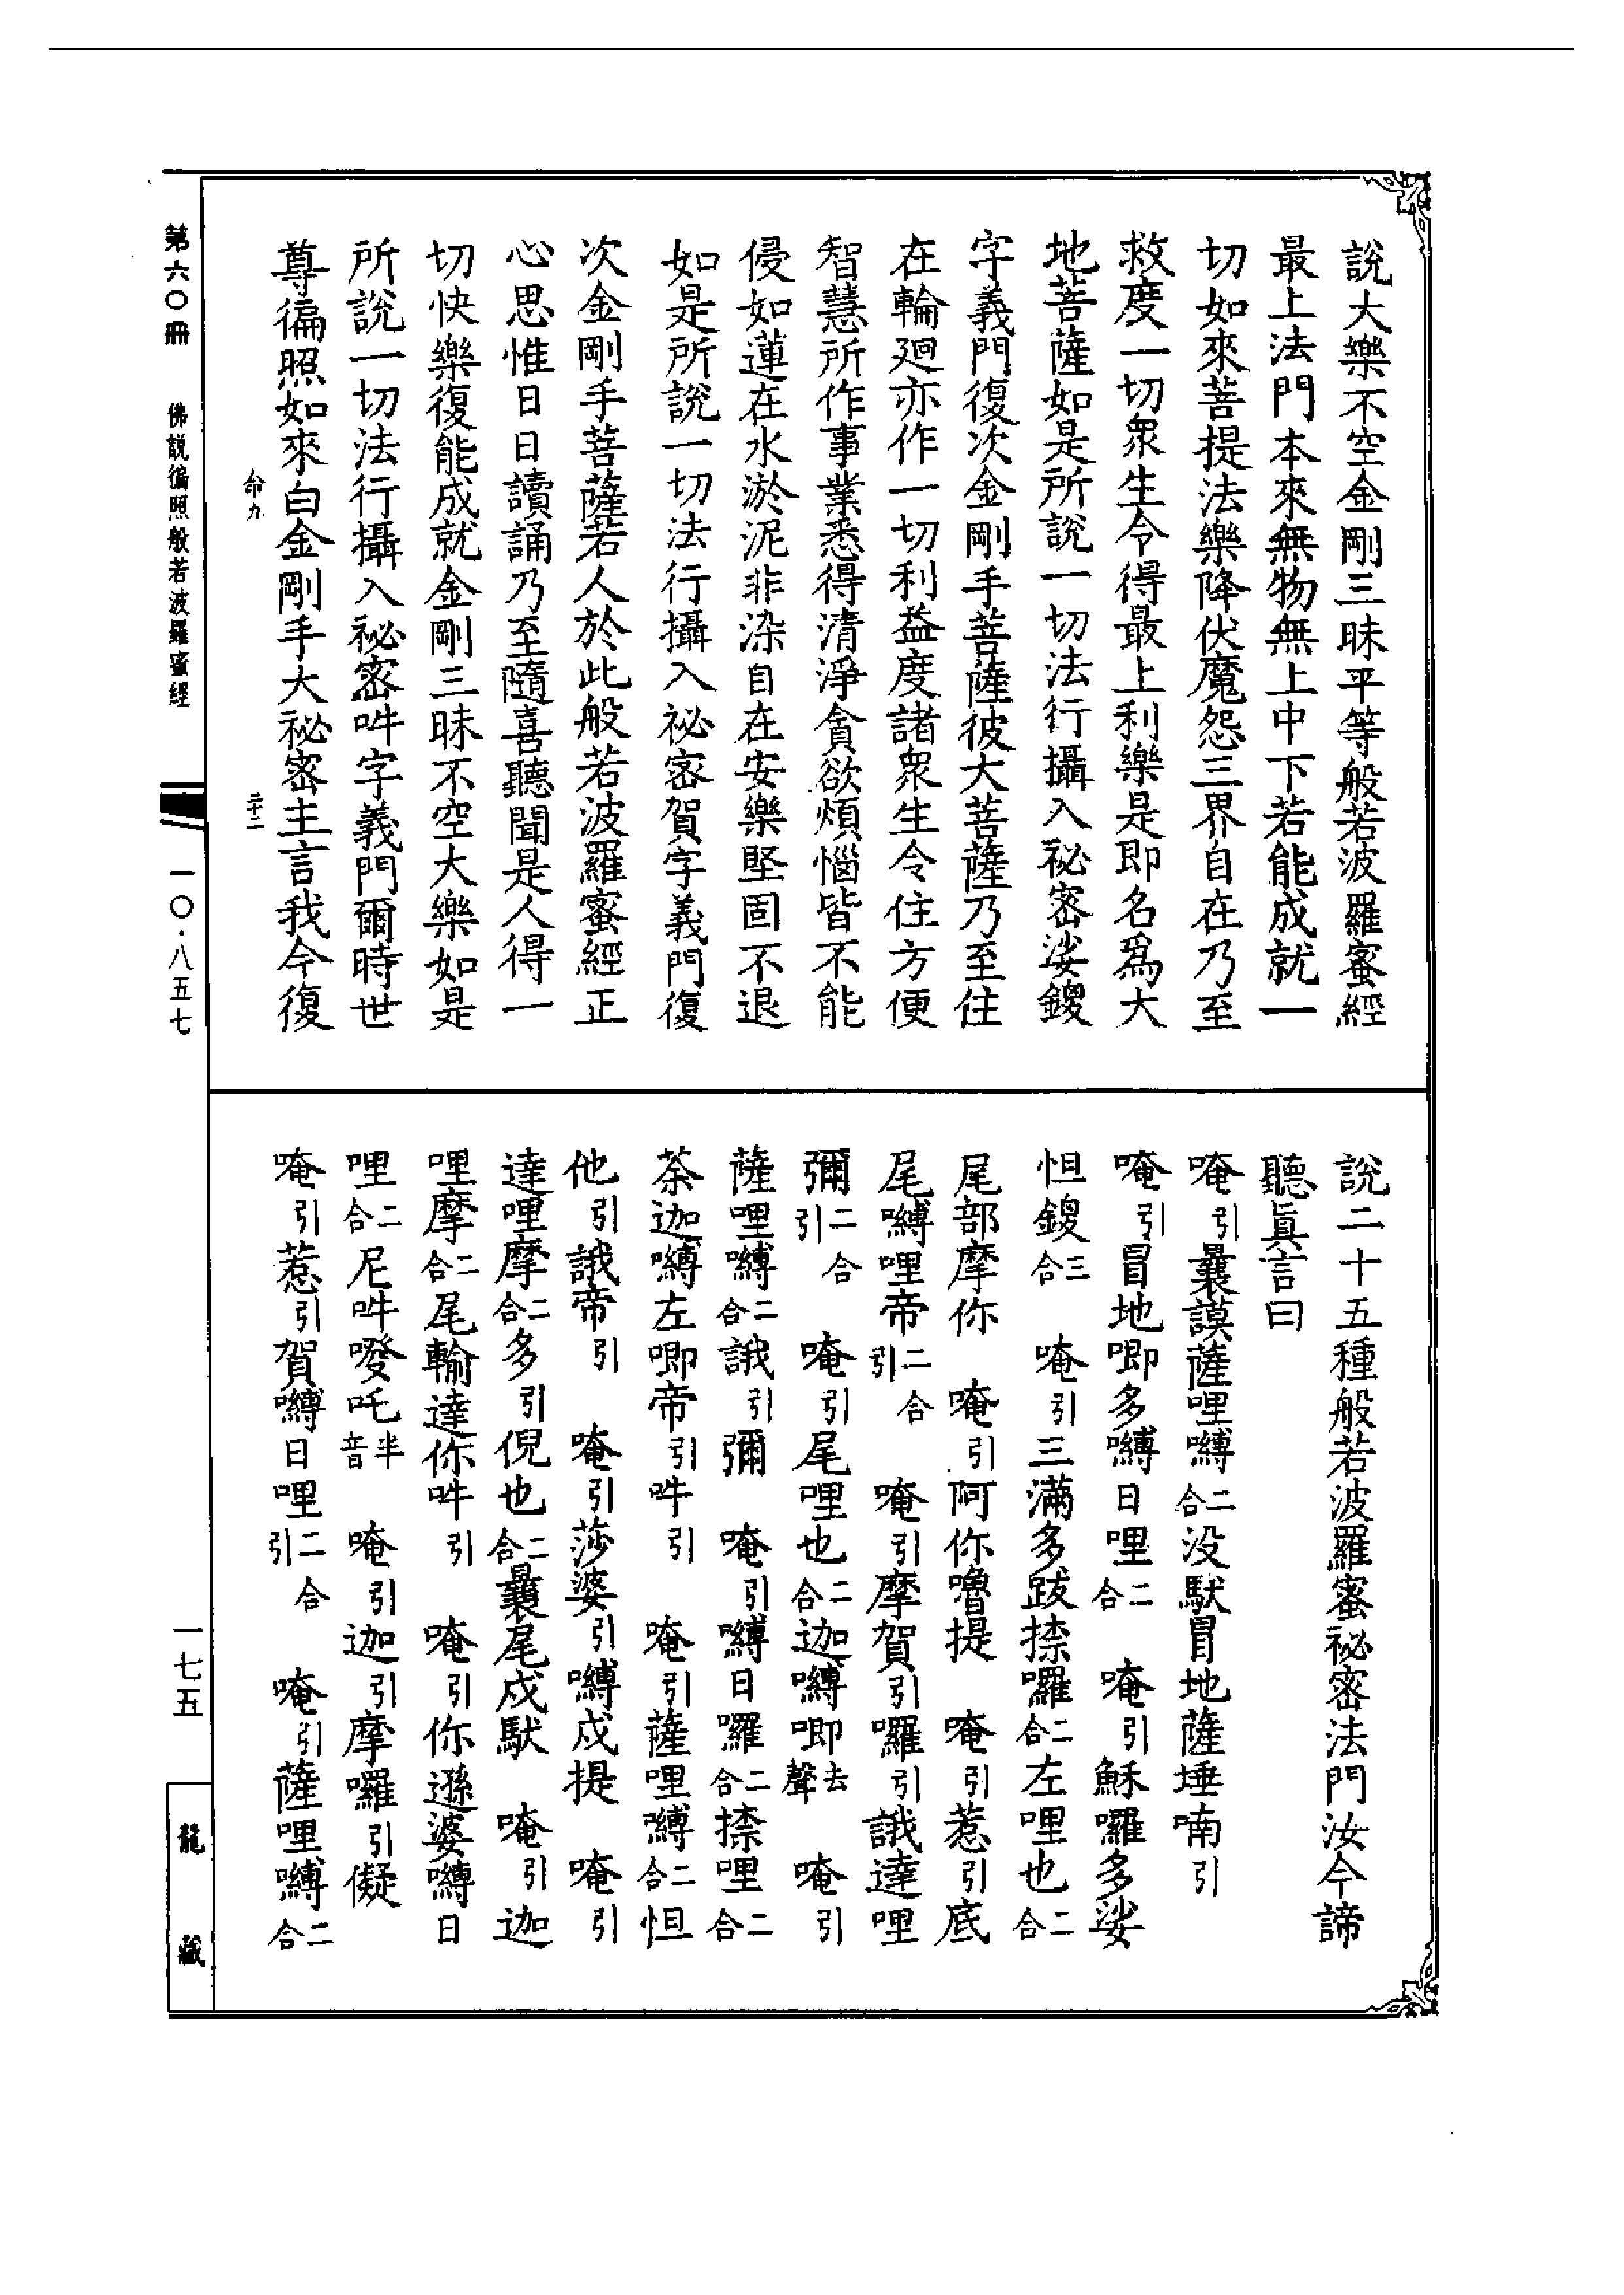 說大樂不空金剛三昧平等般若波羅蜜經
最上法門本來無物無上中下若能成就一
切如來菩提法樂降伏魔怨三界自在乃至
救度一切衆生令得最上利樂是即名爲大
地菩薩如是所說一切法行攝入祕密娑鑁
字義門復次金剛手菩薩彼大菩薩乃至住
在輪迴亦作一切利益度諸衆生令住方便
智慧所作事業悉得清淨貪欲煩惱皆不能
侵如蓮在水淤泥非染自在安樂堅固不退
如是所說一切法行攝入祕密賀字義門復
次金剛手菩薩若人於此般若波羅蜜經正
心思惟日日讀誦乃至隨喜聽聞是人得一
切快樂復能成就金剛三昧不空大樂如是
所說一切法行攝入祕密吽字義門爾時世
尊徧照如來白金剛手大祕密主言我今復
說二十五種般若波羅蜜祕密法門汝今諦
聽眞言曰
唵引曩謨薩哩嚩二合没馱冒地薩埵喃引
唵引冒地唧多嚩日哩二合 唵引穌囉多娑
怛鑁三合 唵引三滿多跋捺囉二合左哩也二合
尾部摩你 唵引阿你嚕提 唵引惹引底
尾嚩哩帝二合引 唵引摩賀引囉引誐達哩
彌二合引 唵引尾哩也二合迦嚩唧去聲 唵引
薩哩嚩二合誐引彌 唵引嚩日囉二合捺哩二合
茶迦嚩左唧帝引吽引 唵引薩哩嚩二合怛
他引誐帝引 唵引莎婆引嚩戍提 唵引
達哩摩二合多引倪也二合曩尾戍馱 唵引迦
哩摩二合尾輸達你吽引 唵引你遜婆嚩日
哩二合尼吽發吒半音 唵引迦引摩囉引儗
唵引惹引賀嚩日哩二合引 唵引薩哩嚩二合
第六〇冊 佛說徧照般若波羅蜜經
命九
二十二
一〇·八五七
一七五
龍藏